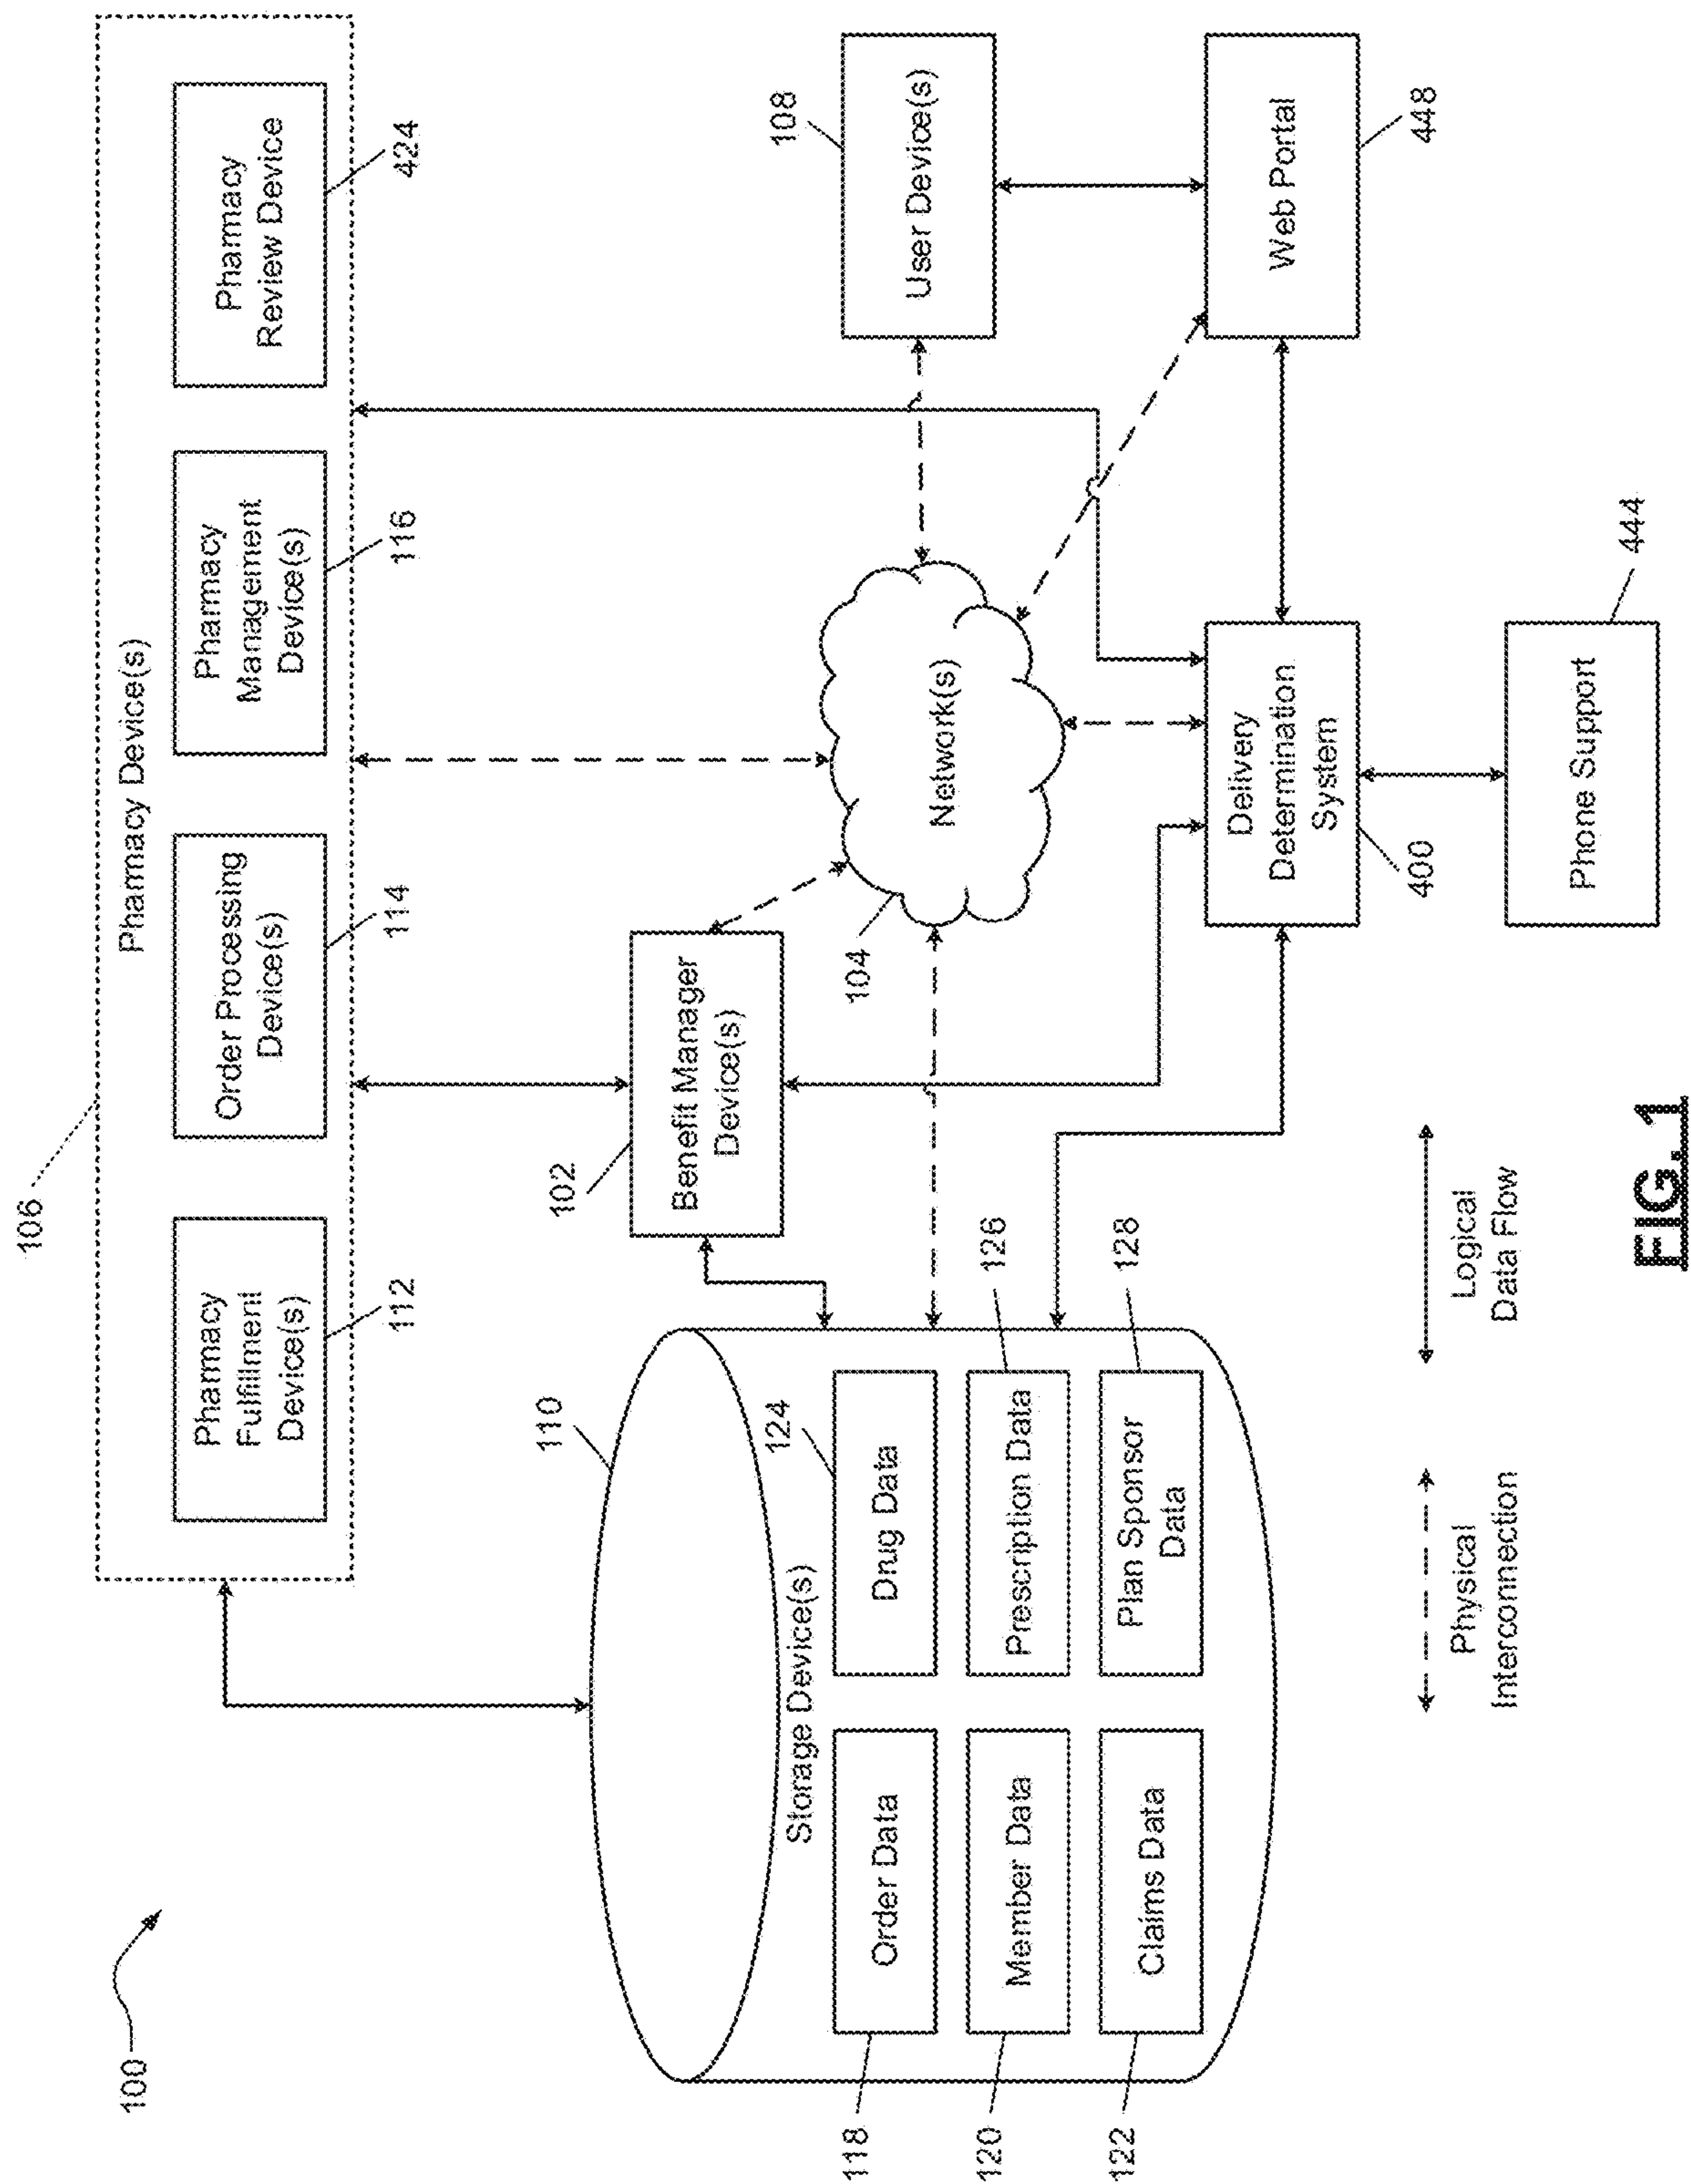 100
106
Pharmacy Device(s)
Pharmacy
Fulfillment
Device(s)
112
Order Processing
Device(s)
114
Pharmacy
Management
Device(s)
116
Pharmacy
Review Device
424
110
Storage Device(s)
Order Data
118
Member Data
120
Claims Data
122
124
Drug Data
Prescription Data
126
Plan Sponsor
Data
128
102
Benefit Manager
Device(s)
104
Network(s)
108
User Device(s)
Web Portal
448
Delivery
Determination
System
400
Phone Support
444
Physical
Interconnection
Logical
Data Flow
FIG. 1